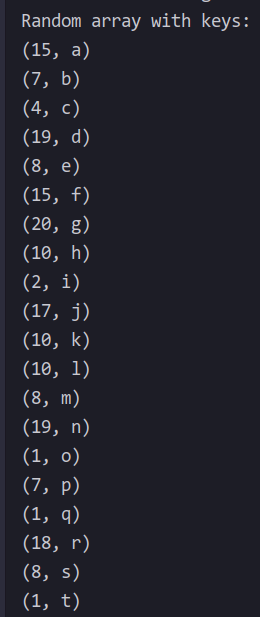 Random array with keys:
(15, a)
(7, b)
(4, c)
(19, d)
(8, e)
(15, f)
(20, g)
(10, h)
(2, i)
(17, j)
(10, k)
(10, l)
(8, m)
(19, n)
(1, o)
(7, p)
(1, q)
(18, r)
(8, s)
(1, t)